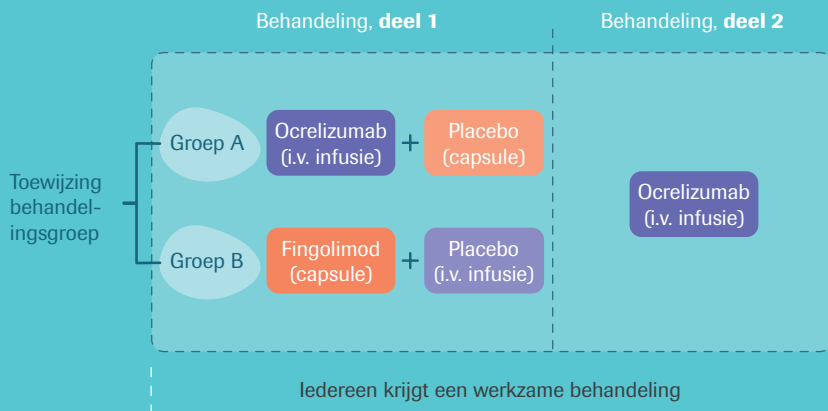 Behandeling, deel 1
Behandeling, deel 2
Toewijzing
behandel-
ingsgroep
Groep A
Ocrelizumab
(i.v. infusie)
+
Placebo
(capsule)
Groep B
Fingolimod
(capsule)
+
Placebo
(i.v. infusie)
Ocrelizumab
(i.v. infusie)
Iedereen krijgt een werkzame behandeling